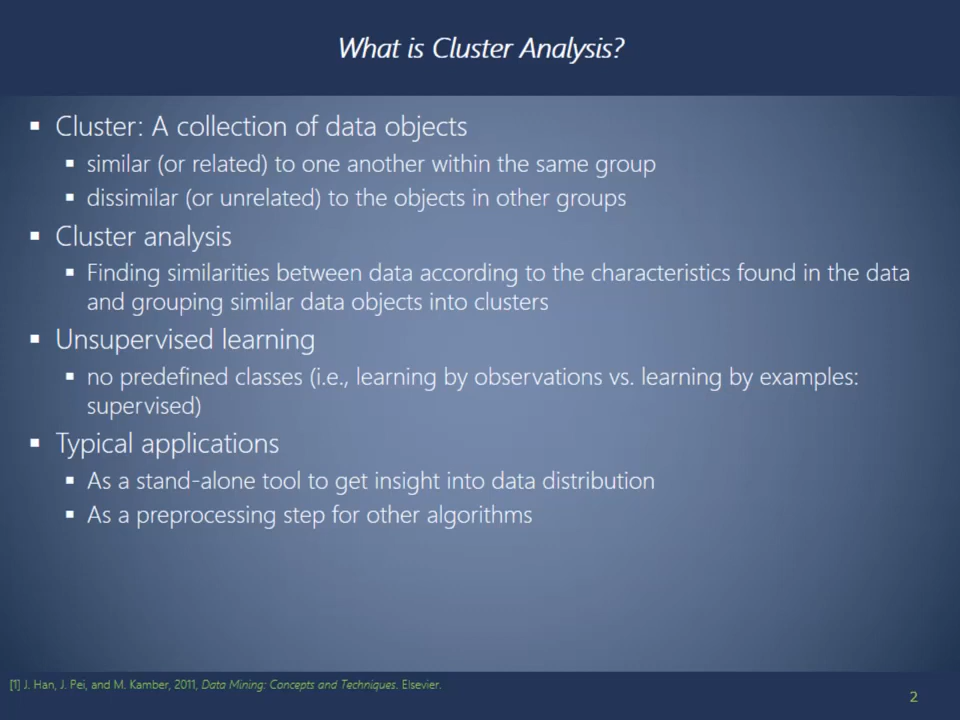 What is Cluster Analysis?
▪ Cluster: A collection of data objects
▪ similar (or related) to one another within the same group
▪ dissimilar (or unrelated) to the objects in other groups
▪ Cluster analysis
▪ Finding similarities between data according to the characteristics found in the data
and grouping similar data objects into clusters
▪ Unsupervised learning
▪ no predefined classes (i.e., learning by observations vs. learning by examples:
supervised)
▪ Typical applications
▪ As a stand-alone tool to get insight into data distribution
▪ As a preprocessing step for other algorithms
[1] J. Han, J. Pei, and M. Kamber, 2011, Data Mining: Concepts and Techniques. Elsevier.
2